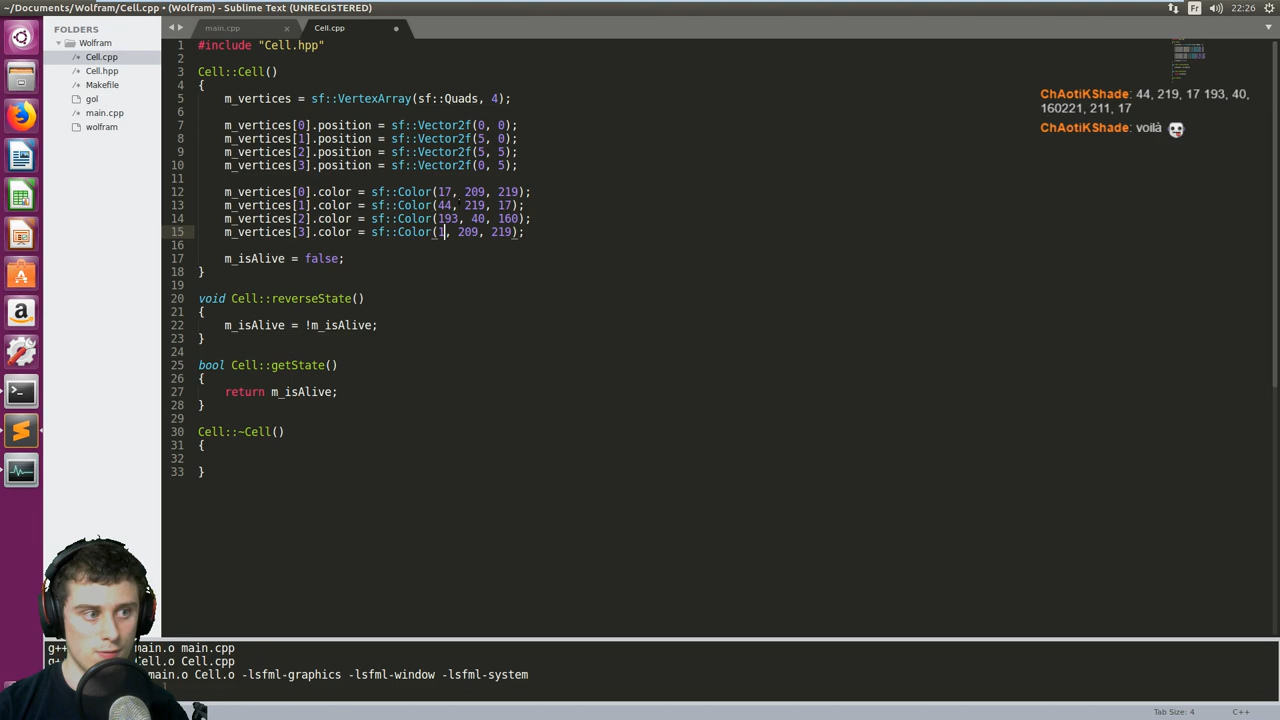 ~/Documents/Wolfram/Cell.cpp • (Wolfram) - Sublime Text (UNREGISTERED)
Fr
22:26
FOLDERS
Wolfram
/* Cell.cpp
/* Cell.hpp
/* Makefile
gol
/* main.cpp
wolfram
main.cpp
Cell.cpp
1 #include "Cell.hpp"
2
3 Cell::Cell()
4 {
5 m_vertices = sf::VertexArray(sf::Quads, 4);
6
7 m_vertices[0].position = sf::Vector2f(0, 0);
8 m_vertices[1].position = sf::Vector2f(5, 0);
9 m_vertices[2].position = sf::Vector2f(5, 5);
10 m_vertices[3].position = sf::Vector2f(0, 5);
11
12 m_vertices[0].color = sf::Color(17, 209, 219);
13 m_vertices[1].color = sf::Color(44, 219, 17);
14 m_vertices[2].color = sf::Color(193, 40, 160);
15 m_vertices[3].color = sf::Color(1, 209, 219);
16
17 m_isAlive = false;
18 }
19
20 void Cell::reverseState()
21 {
22 m_isAlive = !m_isAlive;
23 }
24
25 bool Cell::getState()
26 {
27 return m_isAlive;
28 }
29
30 Cell::~Cell()
31 {
32
33 }
ChAotiKShade: 44, 219, 17 193, 40,
160221, 211, 17
ChAotiKShade: voilà
g++ main.o main.cpp
Cell.o Cell.cpp
main.o Cell.o -lsfml-graphics -lsfml-window -lsfml-system
Tab Size: 4
C++